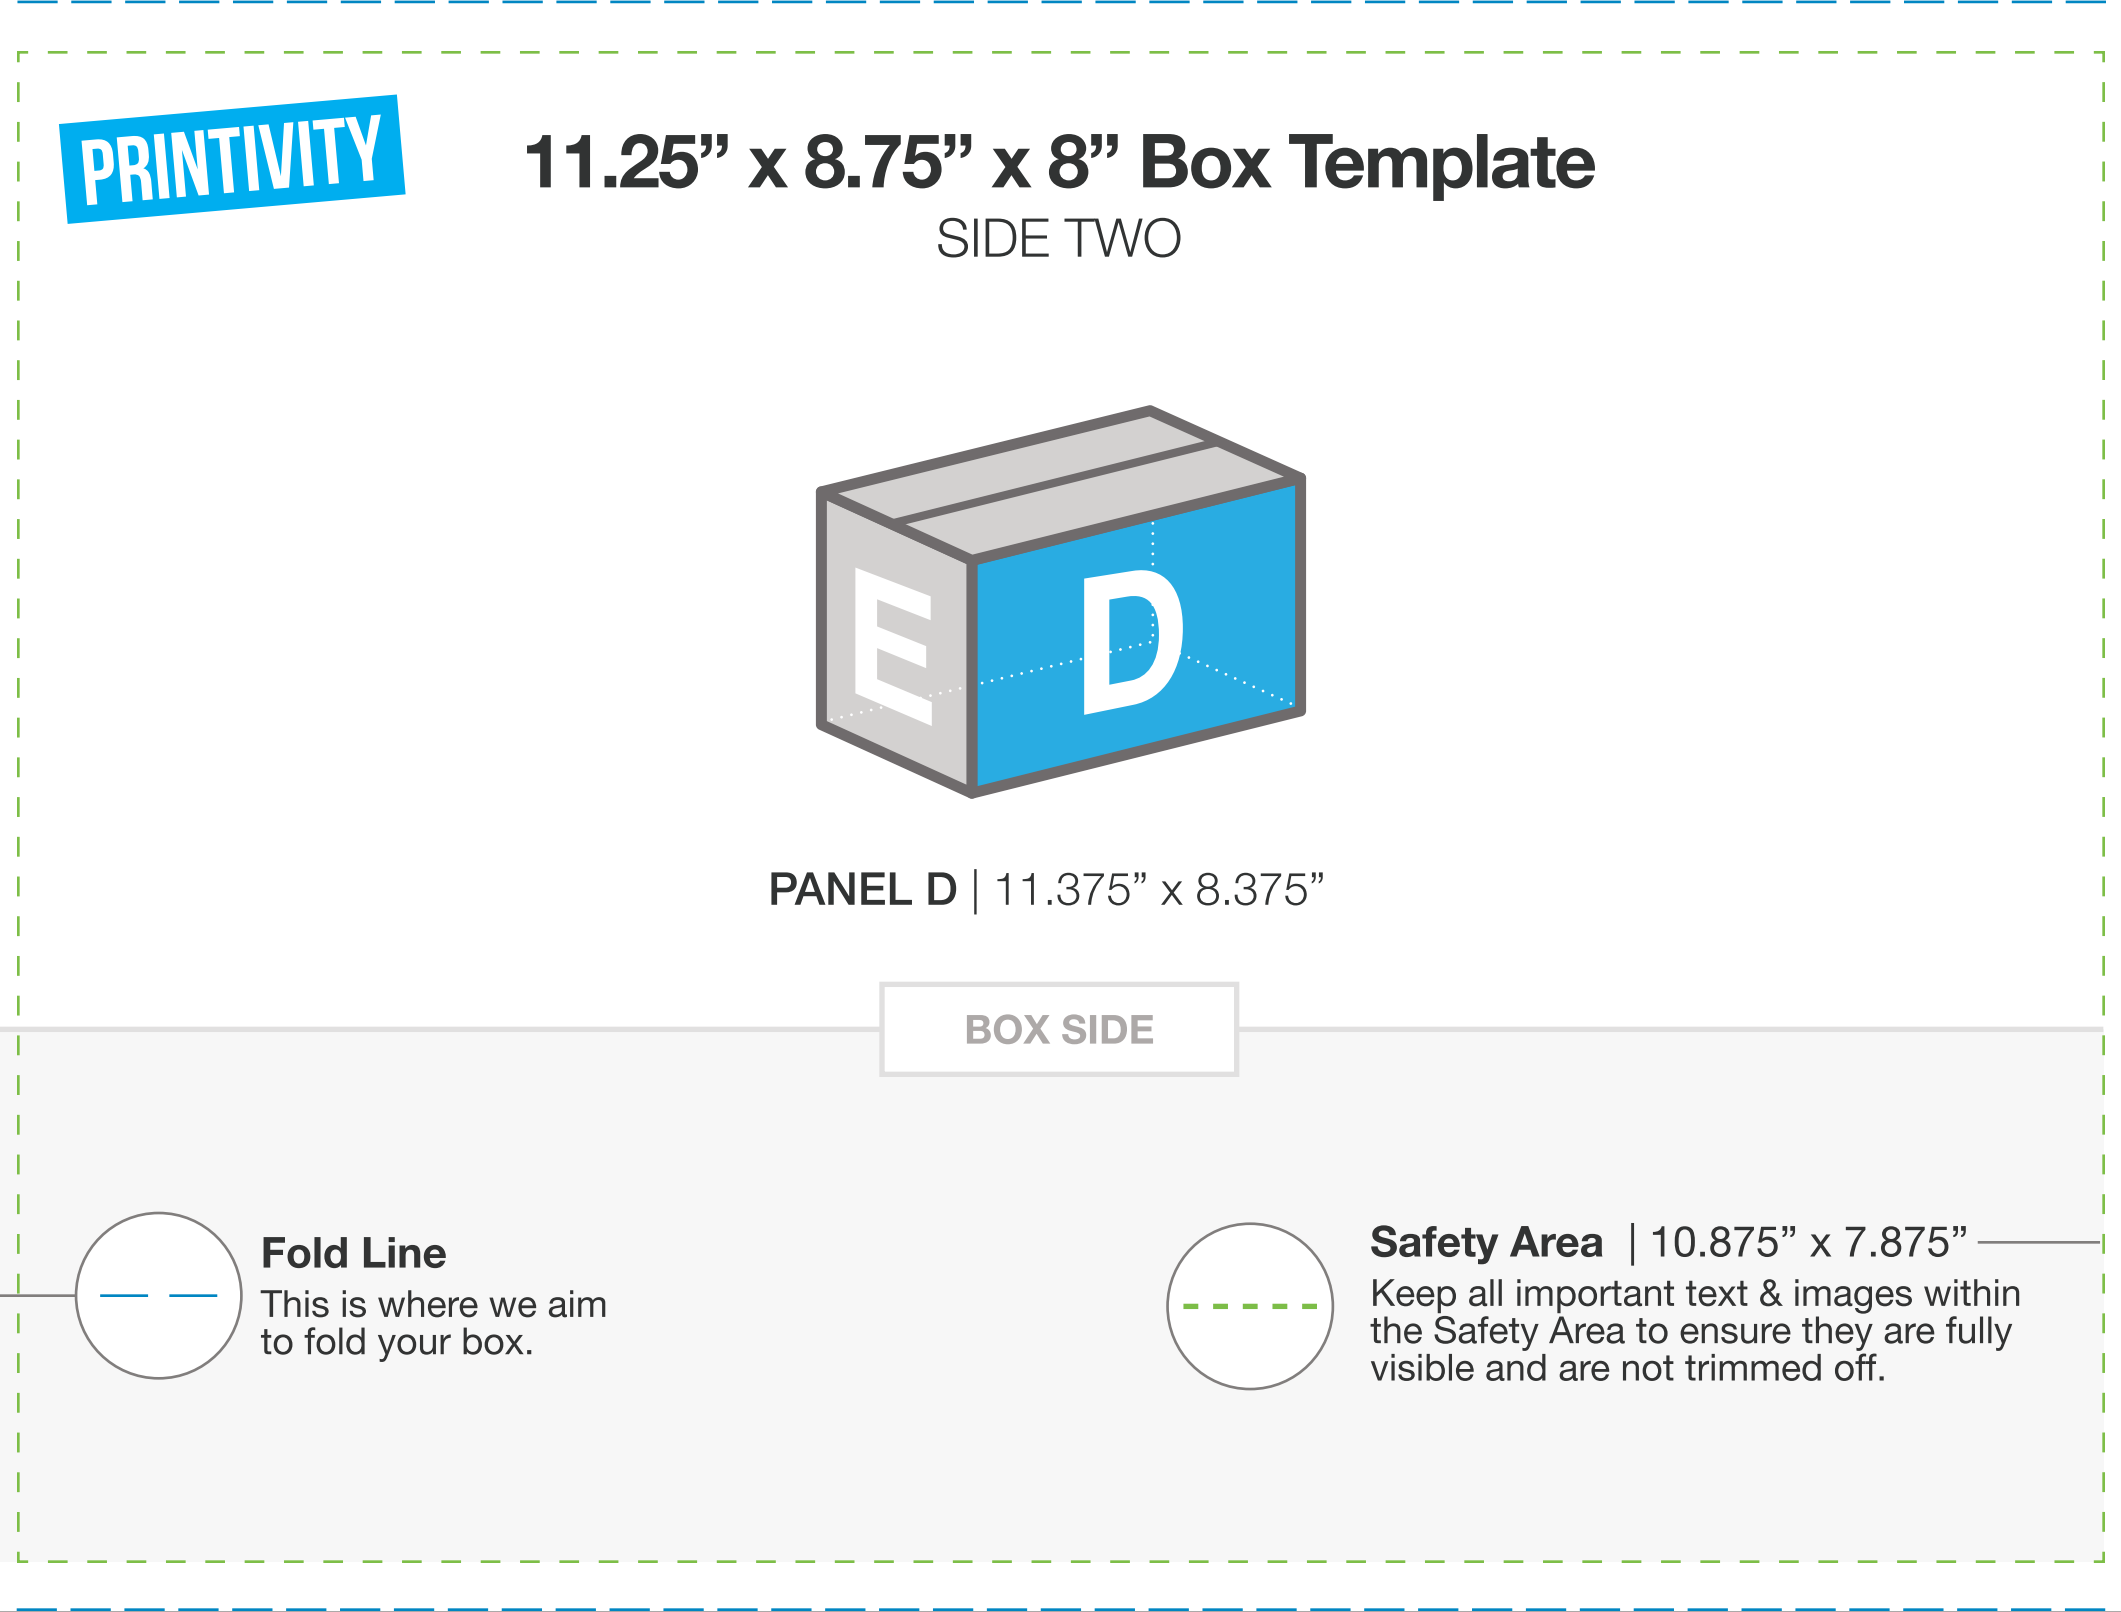 PRINTIVITY
11.25” x 8.75” x 8” Box Template
SIDE TWO
E
D
PANEL D | 11.375” x 8.375”
BOX SIDE
Fold Line
This is where we aim
to fold your box.
Safety Area | 10.875” x 7.875”
Keep all important text & images within
the Safety Area to ensure they are fully
visible and are not trimmed off.